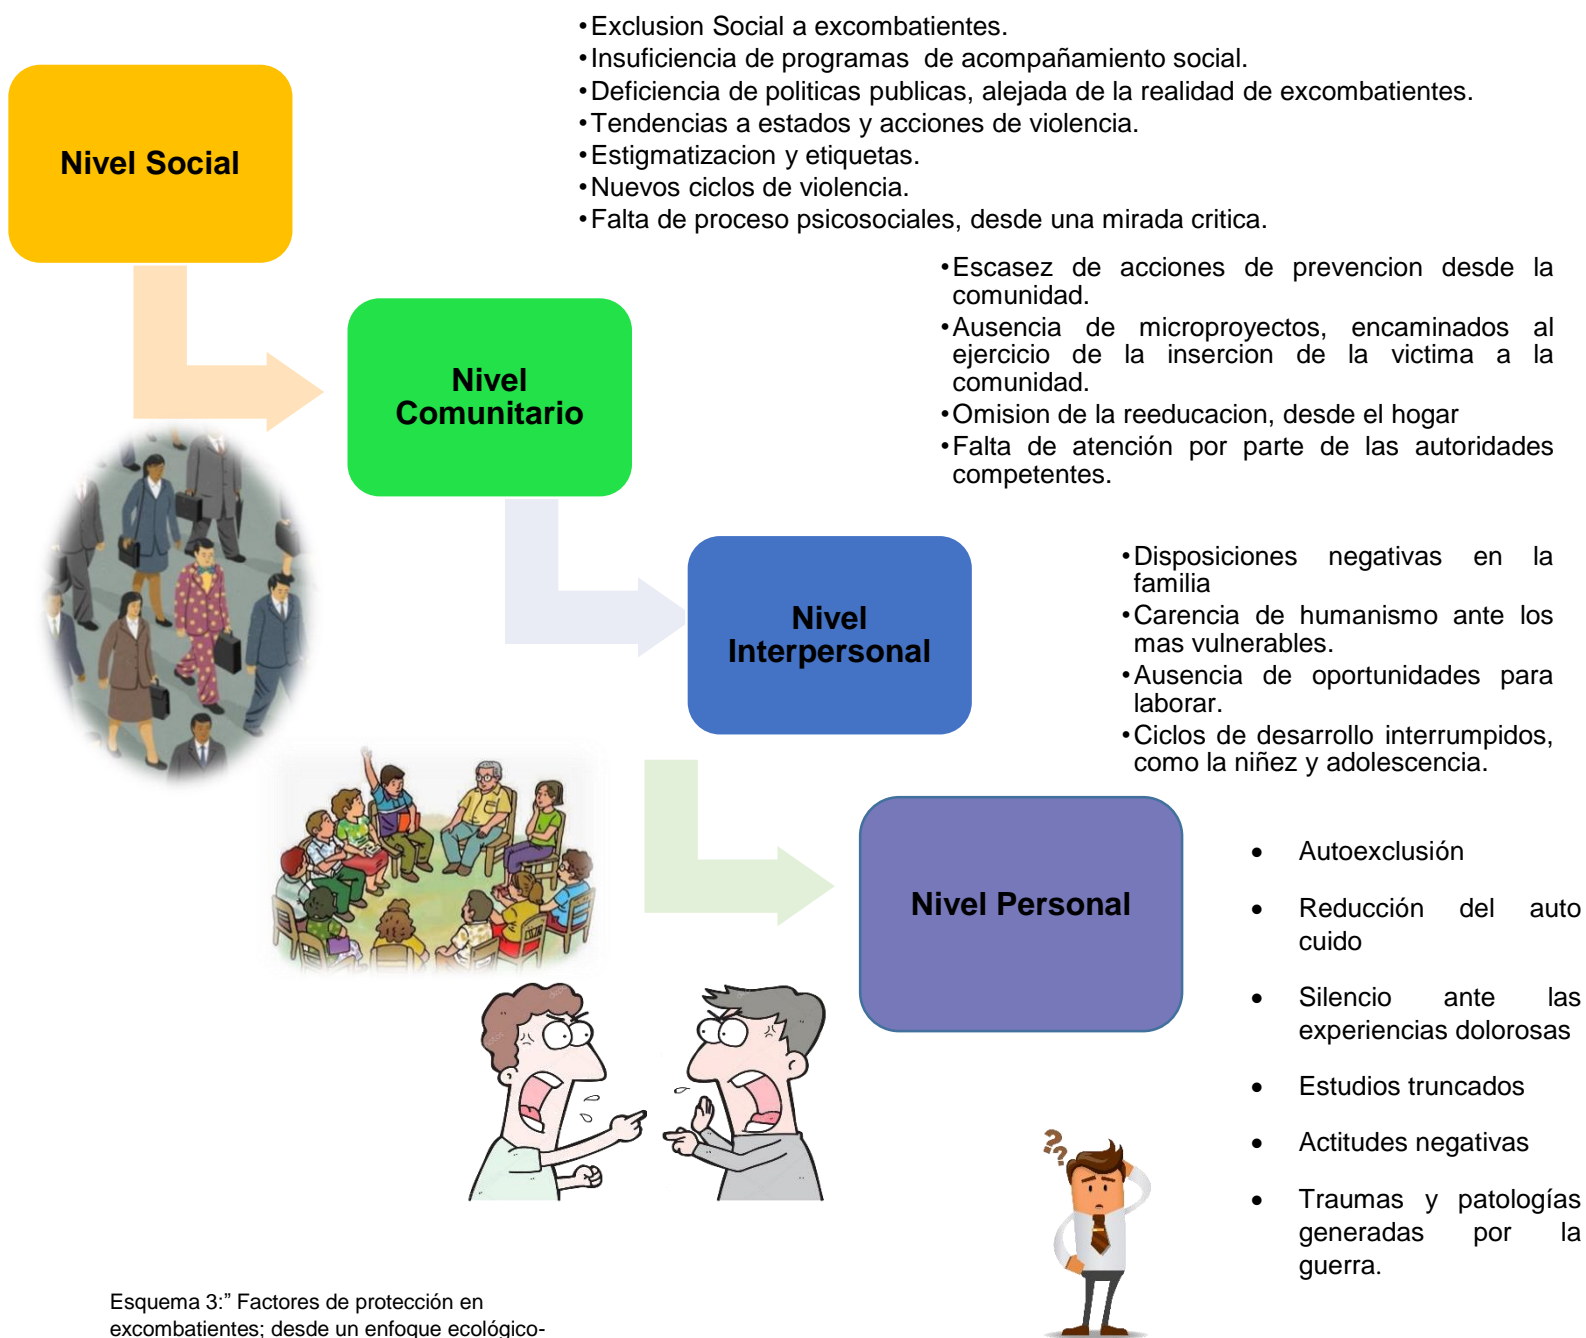 •Exclusion Social a excombatientes.
•Insuficiencia de programas de acompañamiento social.
•Deficiencia de politicas publicas, alejada de la realidad de excombatientes.
•Tendencias a estados y acciones de violencia.
•Estigmatizacion y etiquetas.
•Nuevos ciclos de violencia.
•Falta de proceso psicosociales, desde una mirada critica.
Nivel Social
•Escasez de acciones de prevencion desde la
comunidad.
•Ausencia de microproyectos, encaminados al
ejercicio de la insercion de la victima a la
comunidad.
•Omision de la reeducacion, desde el hogar
•Falta de atención por parte de las autoridades
competentes.
Nivel
Comunitario
•Disposiciones negativas en la
familia
•Carencia de humanismo ante los
mas vulnerables.
•Ausencia de oportunidades para
laborar.
•Ciclos de desarrollo interrumpidos,
como la niñez y adolescencia.
Nivel
Interpersonal
• Autoexclusión
• Reducción del auto
cuido
• Silencio ante las
experiencias dolorosas
• Estudios truncados
• Actitudes negativas
• Traumas y patologías
generadas por la
guerra.
Nivel Personal
??
Esquema 3:” Factores de protección en
excombatientes; desde un enfoque ecológico-